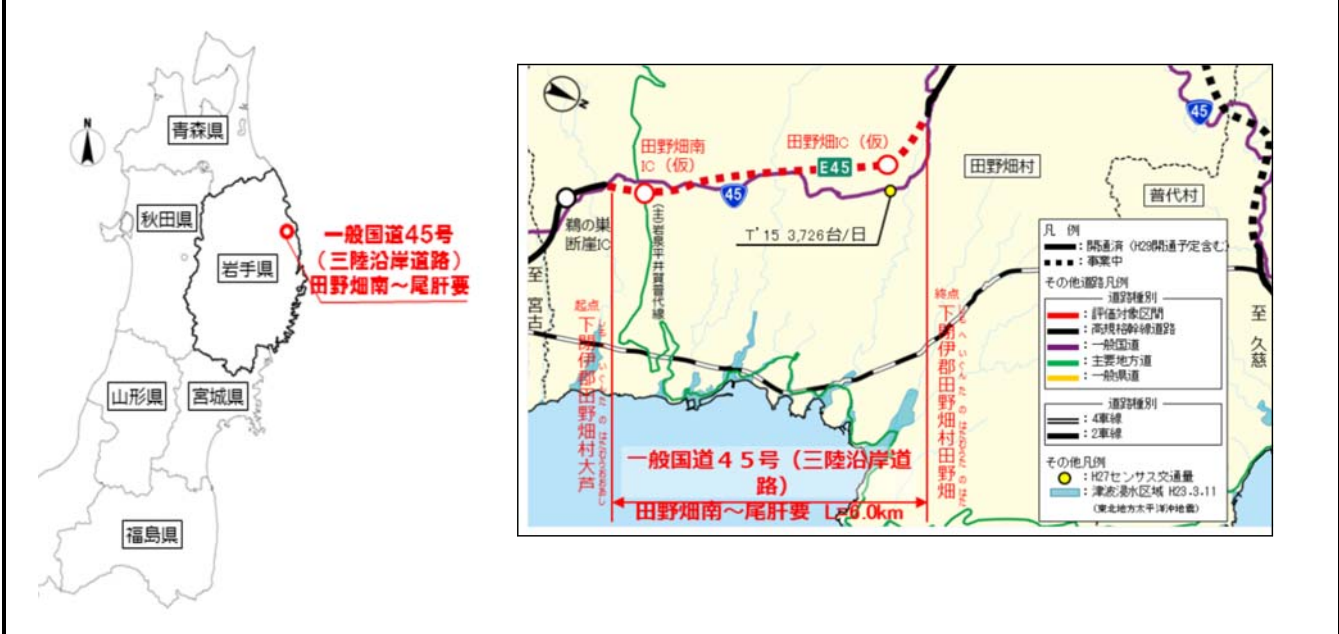 N
青森県
秋田県
岩手県
山形県
宮城県
福島県
一般国道45号
（三陸沿岸道路）
田野畑南～尾肝要
N
田野畑南
IC（仮）
田野畑IC（仮）
E45
45
45
田野畑村
普代村
鵜の巣
断崖IC
(主)岩泉平井賀普代線
T'15 3,726台/日
至 宮古
至 久慈
起点
下閉伊郡田野畑村大芦
終点
下閉伊郡田野畑村田野畑
一般国道４５号（三陸沿岸道
路）
田野畑南～尾肝要 L=6.0km
凡 例
：開通済（H29開通予定含む）
：事業中
その他道路凡例
道路種別
：評価対象区間
：高規格幹線道路
：一般国道
：主要地方道
：一般県道
道路種別
：4車線
：2車線
その他凡例
：H27センサス交通量
：津波浸水区域 H23.3.11
（東北地方太平洋沖地震）